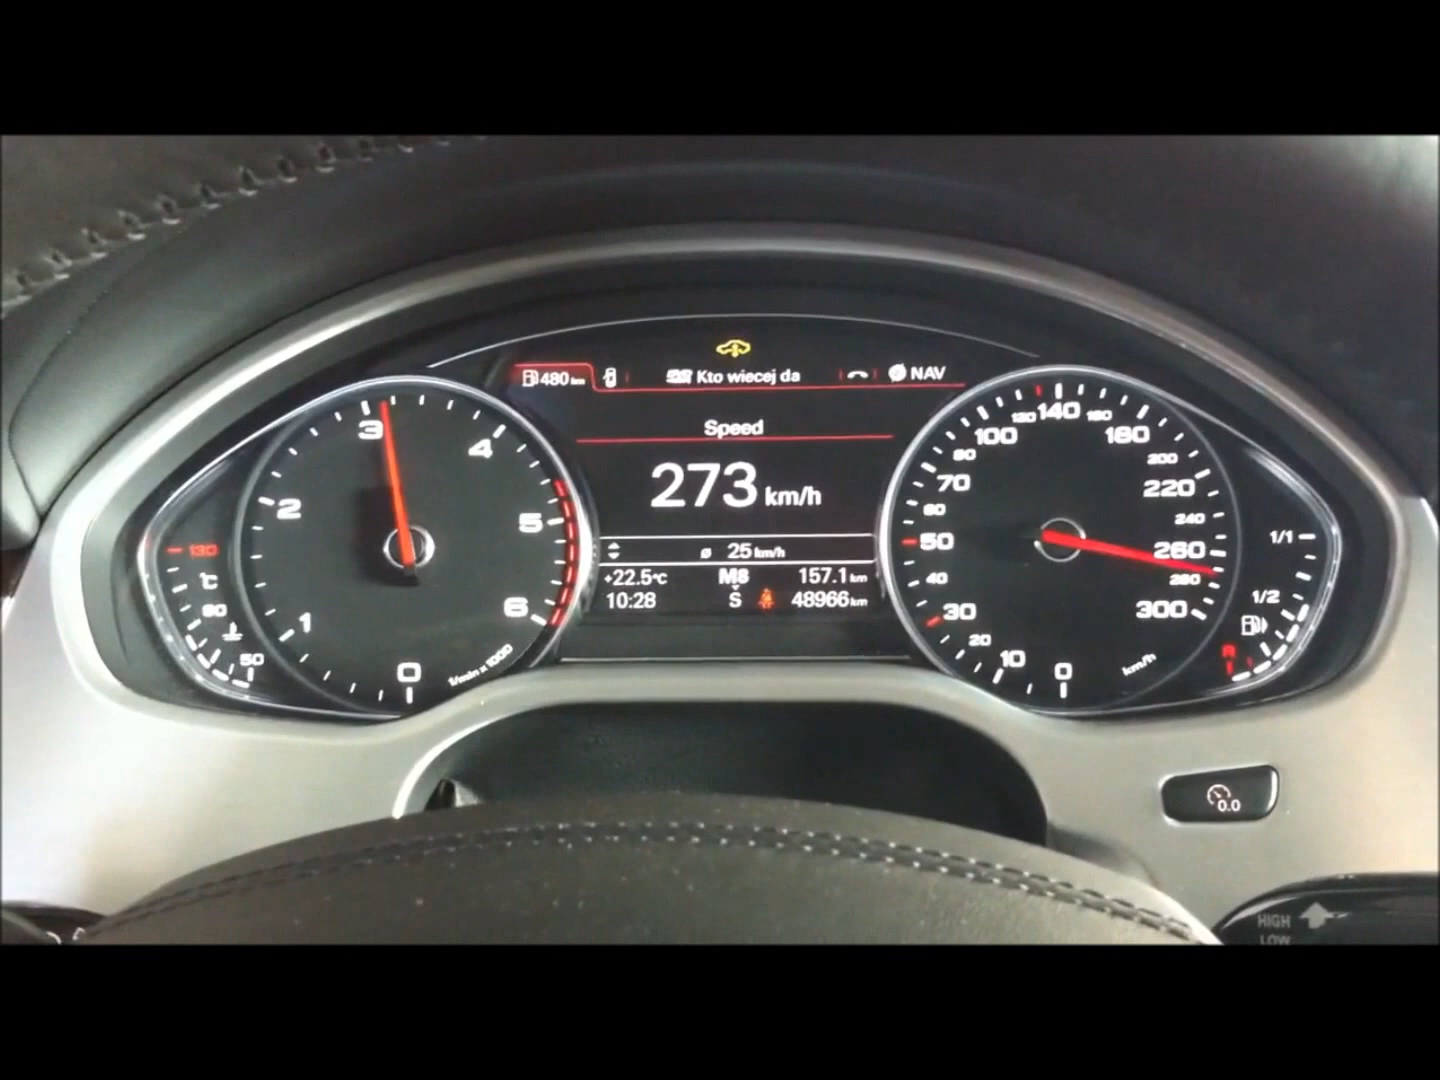 480 km
Kto wiecej da
NAV
Speed
273 km/h
ø 25 km/h
+22.5°C M8 157.1 km
10:28 S 48966 km
0 1 2 3 4 5 6
1/min x 1000
130
°C
90
50
0 10 20 30 40 50 60 70 80 100 120 140 160 180 200 220 240 260 280 300
km/h
1/1
1/2
R
0.0
HIGH
LOW